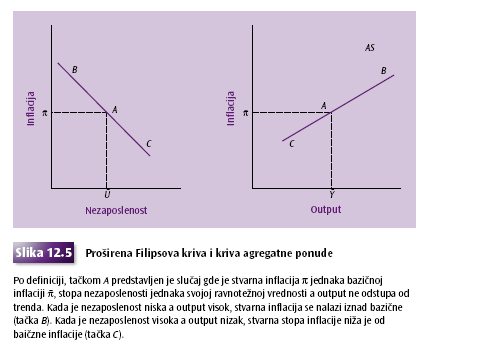 AS
B
B
Inflacija
π
A
C
Ū
Nezaposlenost
Inflacija
π
A
C
Ȳ
Output
Slika 12.5 Proširena Filipsova kriva i kriva agregatne ponude
Po definiciji, tačkom A predstavljen je slučaj gde je stvarna inflacija π jednaka bazičnoj
inflaciji π̄, stopa nezaposlenosti jednaka svojoj ravnotežnoj vrednosti a output ne odstupa od
trenda. Kada je nezaposlenost niska a output visok, stvarna inflacija se nalazi iznad bazične
(tačka B). Kada je nezaposlenost visoka a output nizak, stvarna stopa inflacije niža je od
baične inflacije (tačka C).